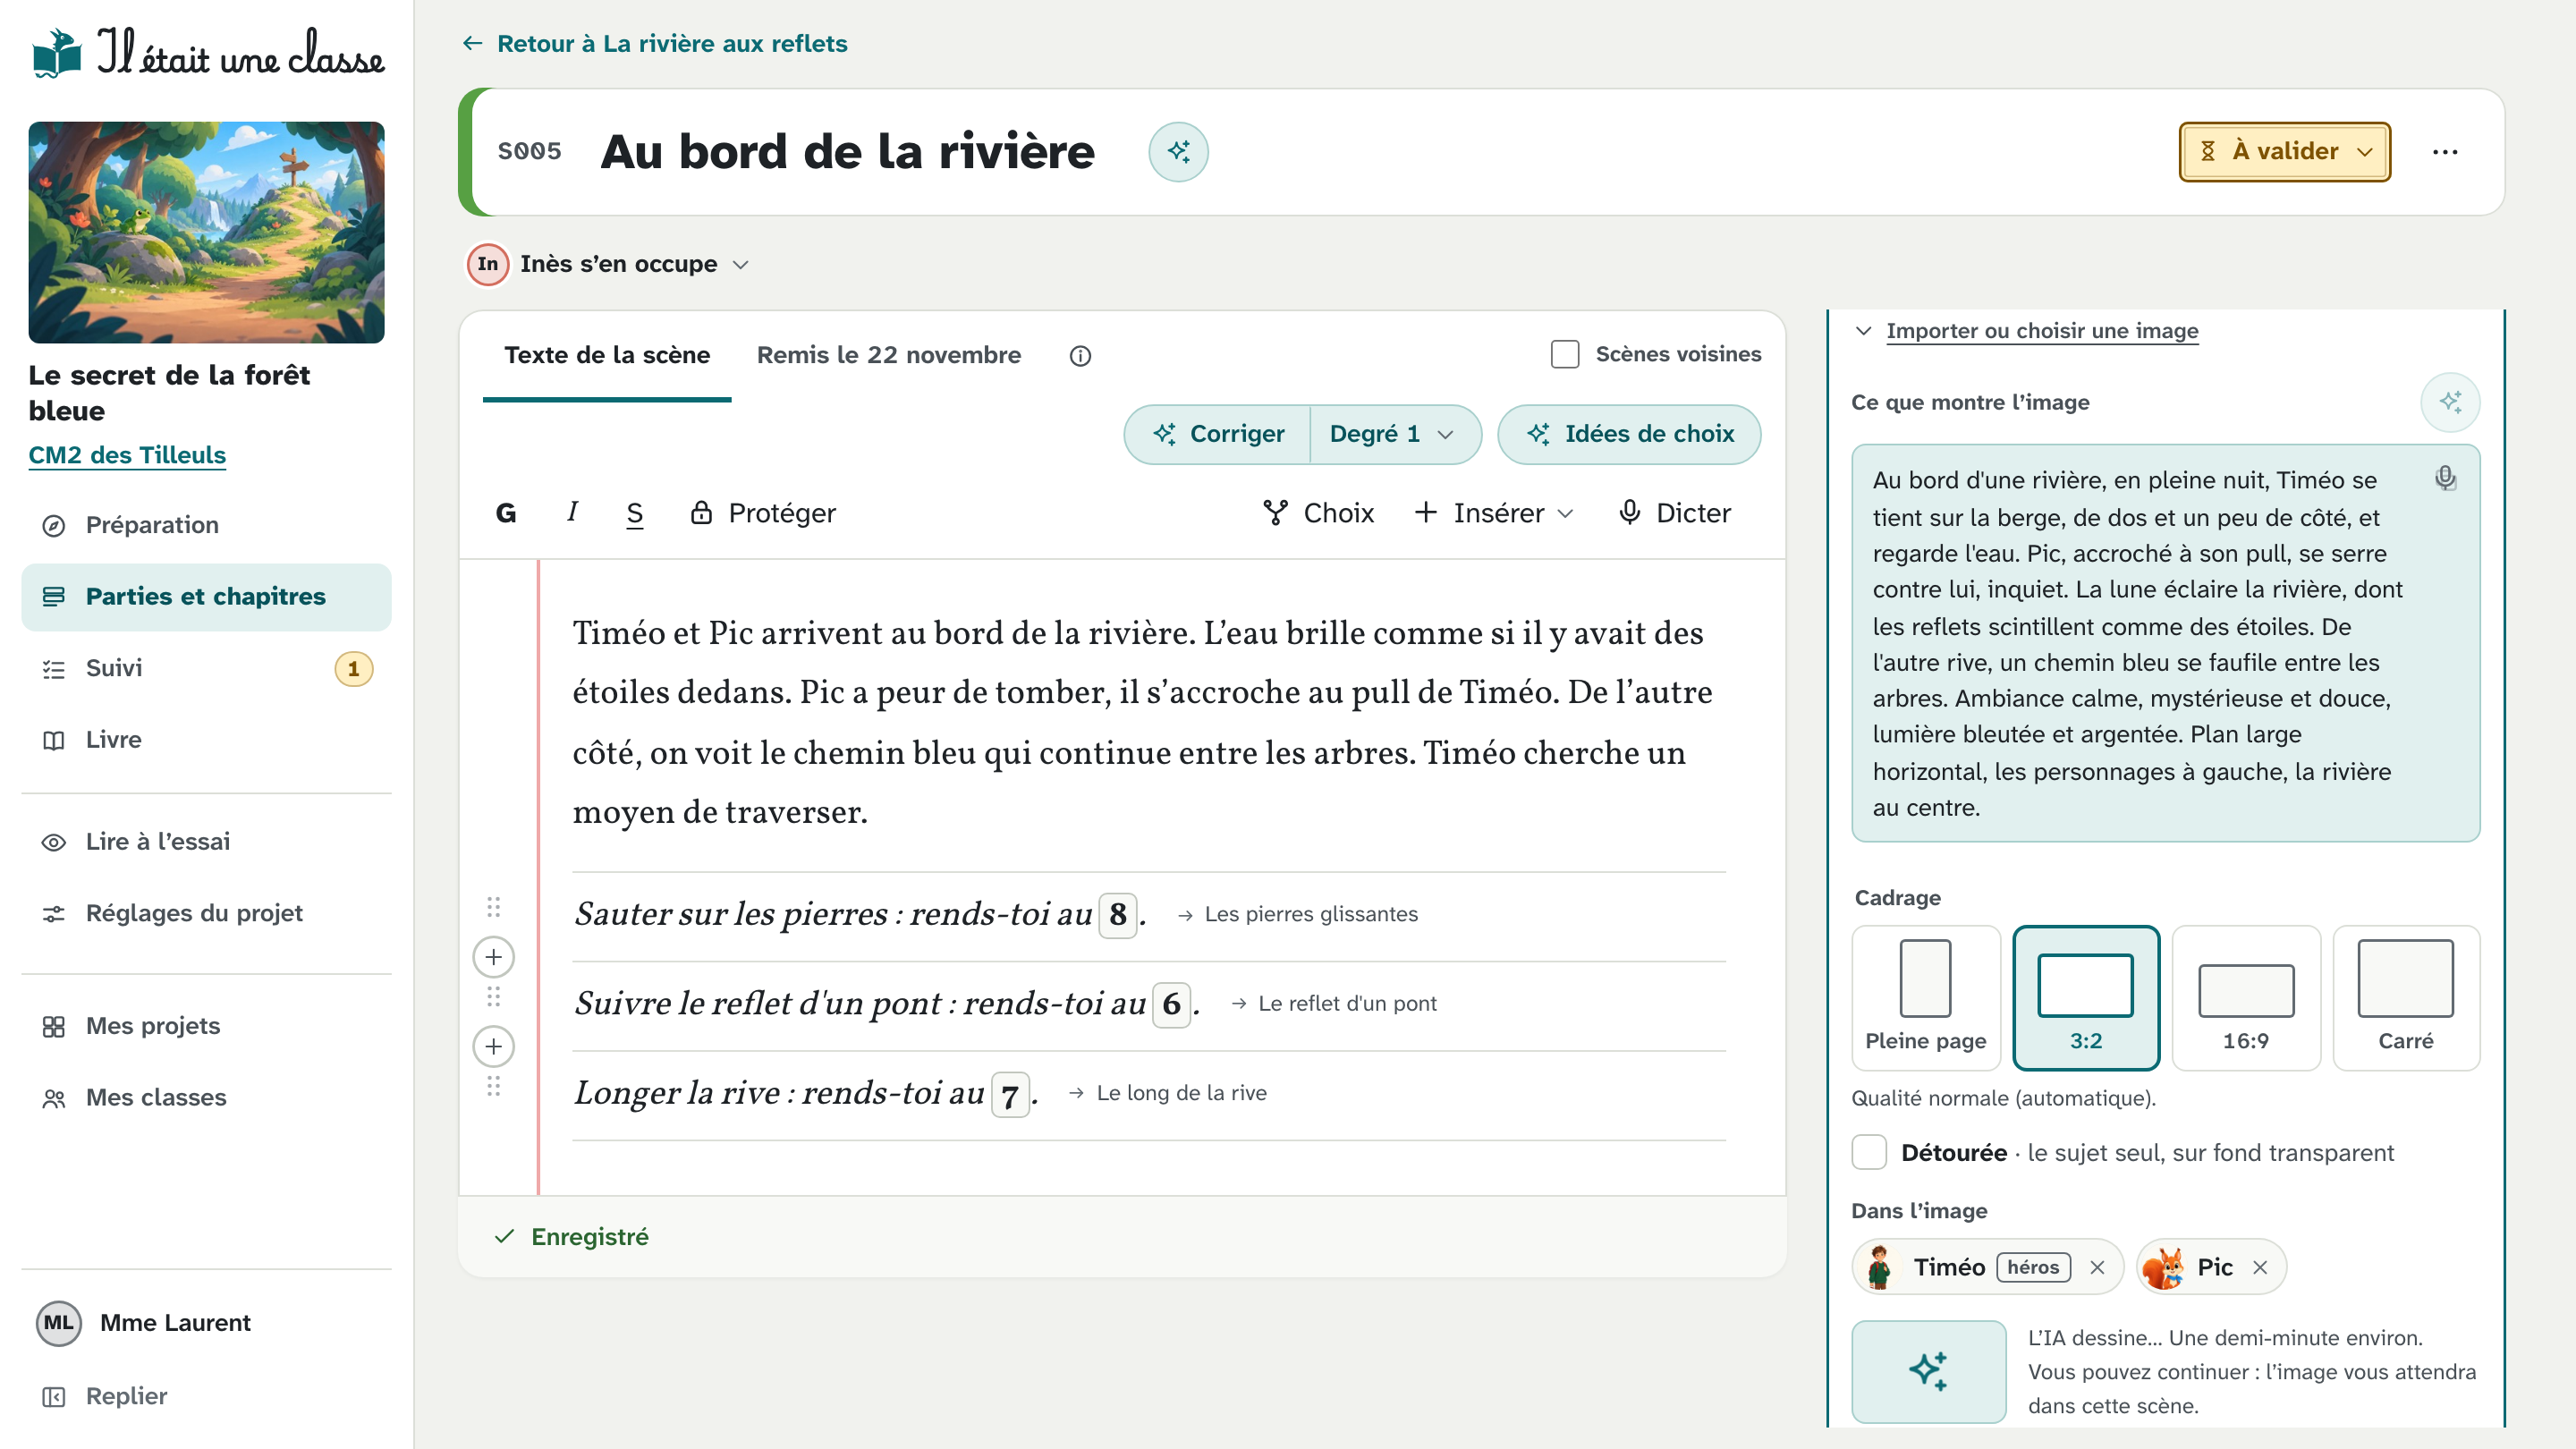 Il était une classe
Le secret de la forêt
bleue
CM2 des Tilleuls
Préparation
Parties et chapitres
Suivi
1
Livre
Lire à l’essai
Réglages du projet
Mes projets
Mes classes
ML
Mme Laurent
Replier
Retour à La rivière aux reflets
S005
Au bord de la rivière
À valider
In
Inès s’en occupe
Texte de la scène
Remis le 22 novembre
Scènes voisines
Corriger
Degré 1
Idées de choix
G
I
S
Protéger
Choix
Insérer
Dicter
Timéo et Pic arrivent au bord de la rivière. L’eau brille comme si il y avait des
étoiles dedans. Pic a peur de tomber, il s’accroche au pull de Timéo. De l’autre
côté, on voit le chemin bleu qui continue entre les arbres. Timéo cherche un
moyen de traverser.
Sauter sur les pierres : rends-toi au 8. → Les pierres glissantes
Suivre le reflet d'un pont : rends-toi au 6. → Le reflet d'un pont
Longer la rive : rends-toi au 7. → Le long de la rive
Enregistré
Importer ou choisir une image
Ce que montre l’image
Au bord d'une rivière, en pleine nuit, Timéo se
tient sur la berge, de dos et un peu de côté, et
regarde l'eau. Pic, accroché à son pull, se serre
contre lui, inquiet. La lune éclaire la rivière, dont
les reflets scintillent comme des étoiles. De
l'autre rive, un chemin bleu se faufile entre les
arbres. Ambiance calme, mystérieuse et douce,
lumière bleutée et argentée. Plan large
horizontal, les personnages à gauche, la rivière
au centre.
Cadrage
Pleine page
3:2
16:9
Carré
Qualité normale (automatique).
Détourée · le sujet seul, sur fond transparent
Dans l’image
Timéo héros
Pic
L’IA dessine… Une demi-minute environ.
Vous pouvez continuer : l’image vous attendra
dans cette scène.